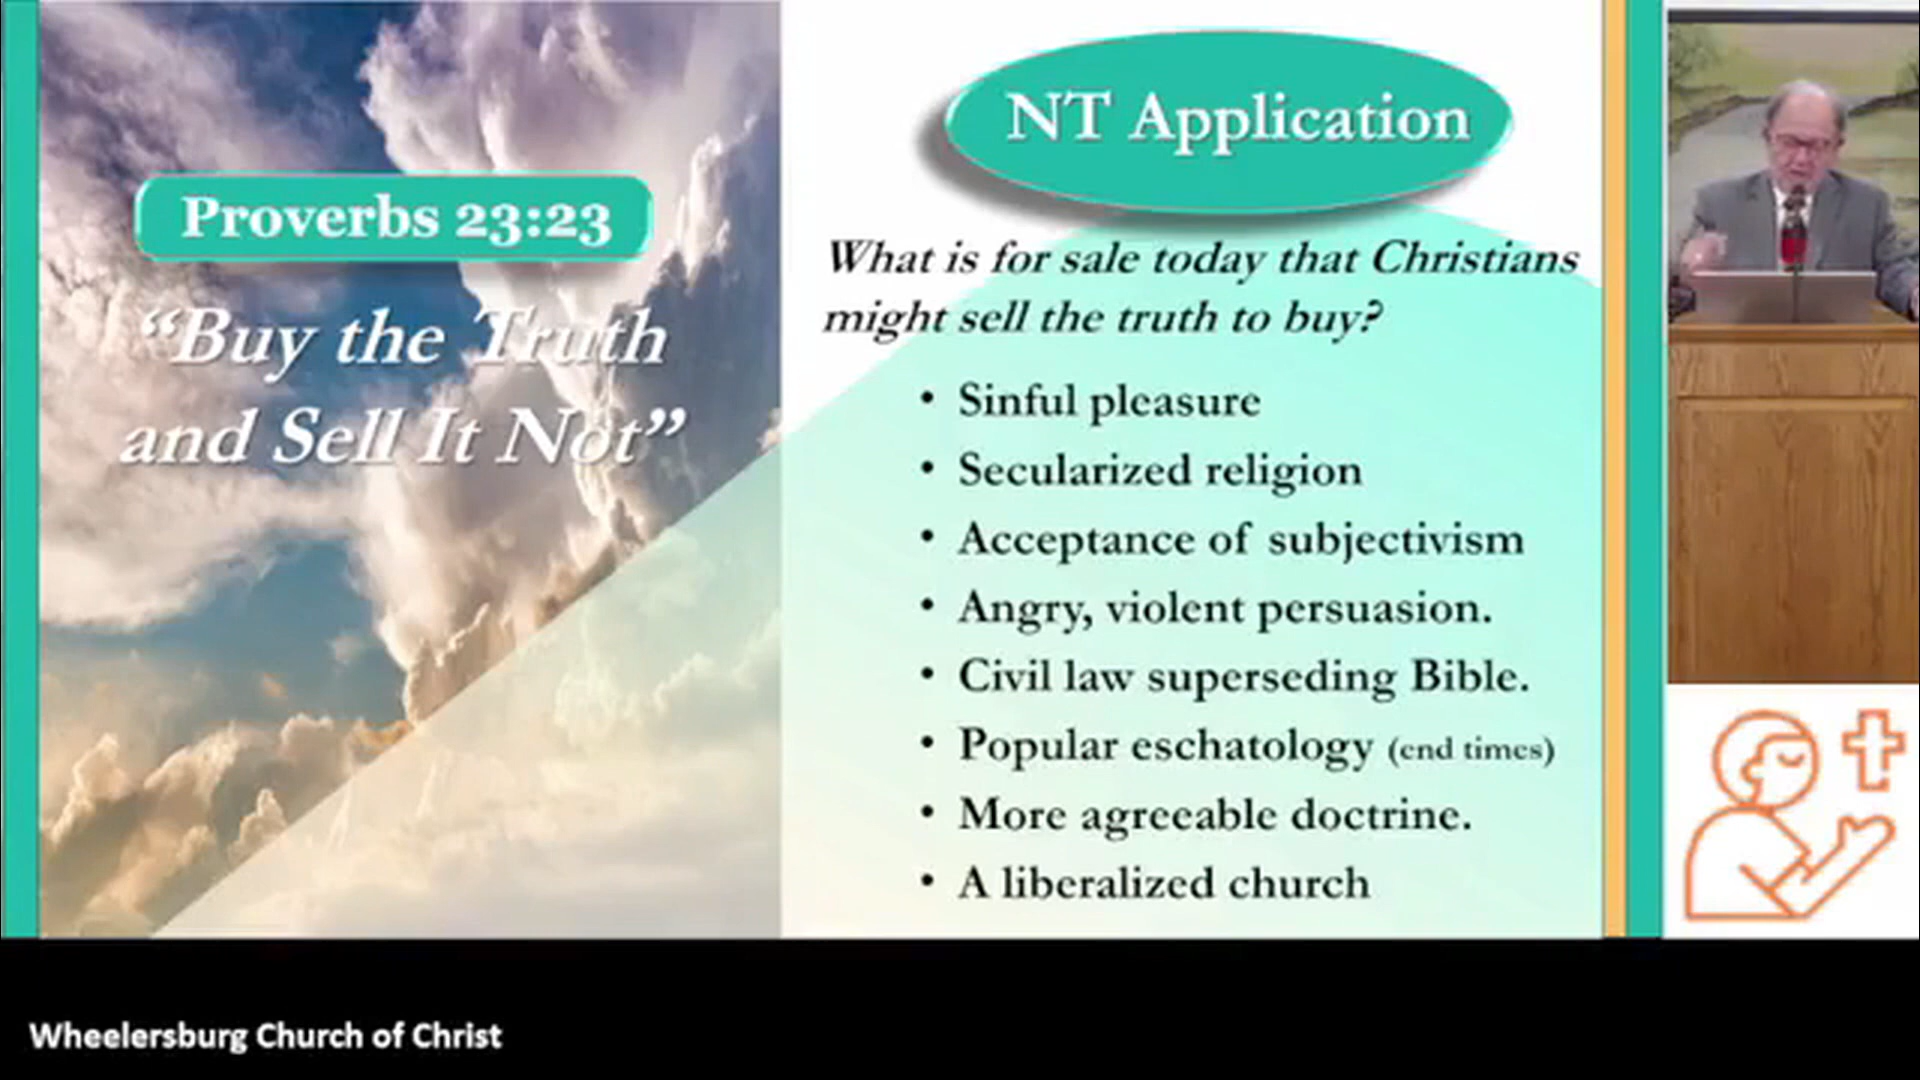 Proverbs 23:23
“Buy the Truth
and Sell It Not”
NT Application
What is for sale today that Christians
might sell the truth to buy?
• Sinful pleasure
• Secularized religion
• Acceptance of subjectivism
• Angry, violent persuasion.
• Civil law superseding Bible.
• Popular eschatology (end times)
• More agreeable doctrine.
• A liberalized church
Wheelersburg Church of Christ